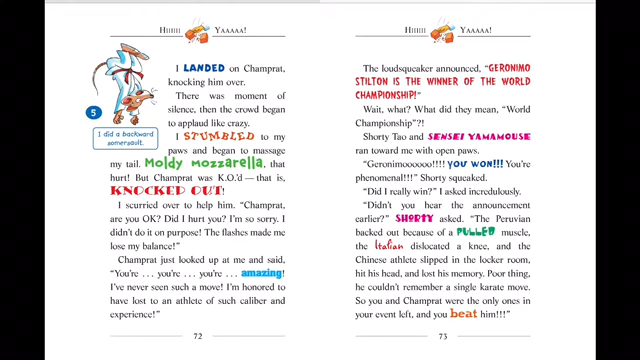 HIIIIII YAAAAA!
I LANDED on Champrat,
knocking him over.
There was moment of
silence, then the crowd began
to applaud like crazy.
I STUMBLED to my
paws and began to massage
my tail. Moldy mozzarella, that
hurt! But Champrat was K.O.'d — that is,
KNOCKED OUT!
I scurried over to help him. "Champrat,
are you OK? Did I hurt you? I'm so sorry. I
didn't do it on purpose! The flashes made me
lose my balance!"
Champrat just looked up at me and said,
"You're . . . you're . . . you're . . . amazing!
I've never seen such a move! I'm honored to
have lost to an athlete of such caliber and
experience!"
5
I did a backward
somersault.
72
HIIIIII YAAAAA!
The loudsqueaker announced, "GERONIMO
STILTON IS THE WINNER OF THE WORLD
CHAMPIONSHIP!"
Wait, what? What did they mean, "World
Championship"?!
Shorty Tao and SENSEI YAMAMOUSE
ran toward me with open paws.
"Geronimoooooo!!!! YOU WON!!! You're
phenomenal!!!" Shorty squeaked.
"Did I really win?" I asked incredulously.
"Didn't you hear the announcement
earlier?" SHORTY asked. "The Peruvian
backed out because of a PULLED muscle,
the Italian dislocated a knee, and the
Chinese athlete slipped in the locker room,
hit his head, and lost his memory. Poor thing,
he couldn't remember a single karate move.
So you and Champrat were the only ones in
your event left, and you beat him!!!"
73